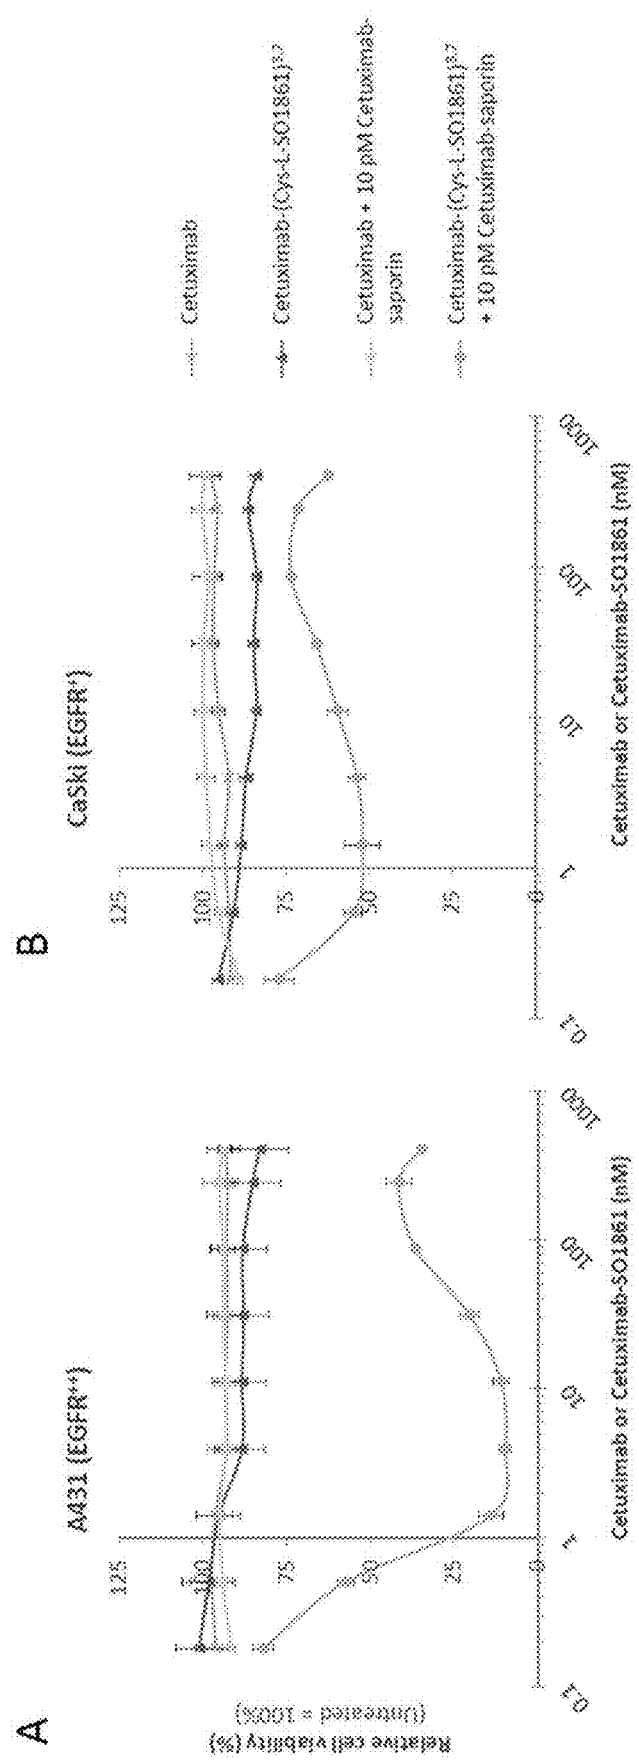 A
A431 (EGFR⁺⁺)
Relative cell viability (%)
(Untreated = 100%)
125
100
75
50
25
0
0.1
1
10
100
1000
Cetuximab or Cetuximab-SO1861 (nM)
B
CaSki (EGFR⁺)
125
100
75
50
25
0
0.1
1
10
100
1000
Cetuximab or Cetuximab-SO1861 (nM)
Cetuximab
Cetuximab-(Cys-L-SO1861)³·⁷
Cetuximab + 10 pM Cetuximab-
saporin
Cetuximab-(Cys-L-SO1861)³·⁷
+ 10 pM Cetuximab-saporin